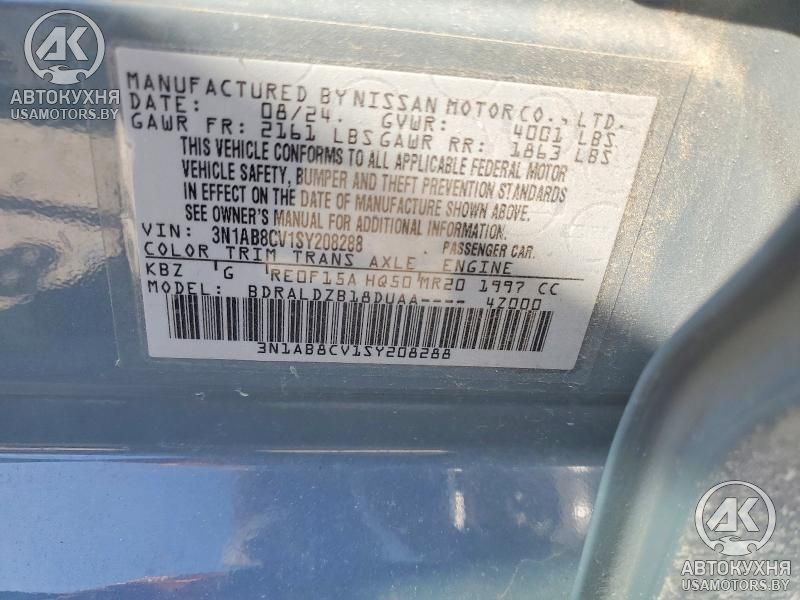 MANUFACTURED BY NISSAN MOTOR CO., LTD.
DATE: 08/24. GVWR: 4001 LBS
GAWR FR: 2161 LBS GAWR RR: 1863 LBS
THIS VEHICLE CONFORMS TO ALL APPLICABLE FEDERAL MOTOR
VEHICLE SAFETY, BUMPER AND THEFT PREVENTION STANDARDS
IN EFFECT ON THE DATE OF MANUFACTURE SHOWN ABOVE.
SEE OWNER'S MANUAL FOR ADDITIONAL INFORMATION.
VIN: 3N1AB8CV1SY208288 . PASSENGER CAR.
COLOR TRIM TRANS AXLE ENGINE
KBZ G RE0F15A HQ50 MR20 1997 CC
MODEL: BDRALDZB18DUAA---- 4Z000
3N1AB8CV1SY208288
АК
АВТОКУХНЯ
USAMOTORS.BY
АК
АВТОКУХНЯ
USAMOTORS.BY